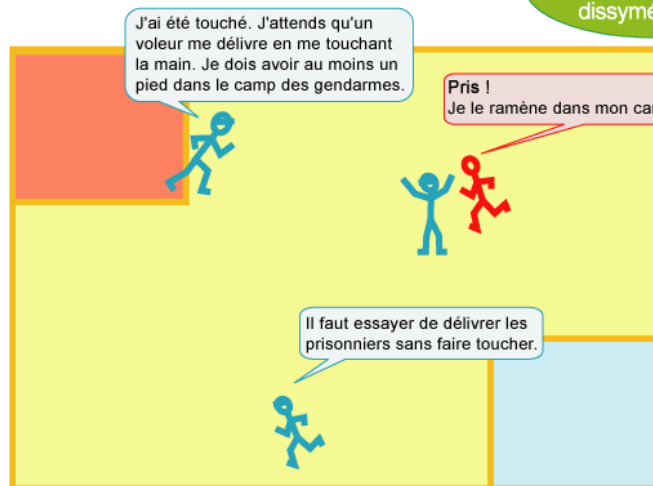 dissymé
J'ai été touché. J'attends qu'un
voleur me délivre en me touchant
la main. Je dois avoir au moins un
pied dans le camp des gendarmes.
Pris !
Je le ramène dans mon cam
Il faut essayer de délivrer les
prisonniers sans faire toucher.